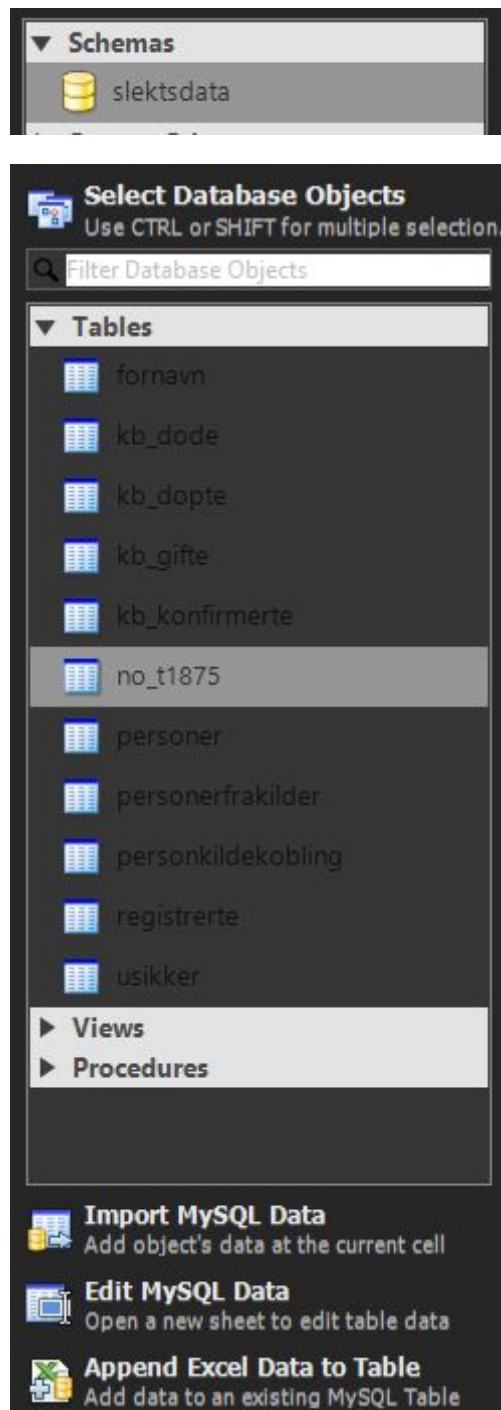 Schemas
slektsdata
Select Database Objects
Use CTRL or SHIFT for multiple selection.
Filter Database Objects
Tables
fornavn
kb_dode
kb_dopte
kb_gifte
kb_konfirmerte
no_t1875
personer
personerfrakilder
personkildekobling
registrerte
usikker
Views
Procedures
Import MySQL Data
Add object's data at the current cell
Edit MySQL Data
Open a new sheet to edit table data
Append Excel Data to Table
Add data to an existing MySQL Table